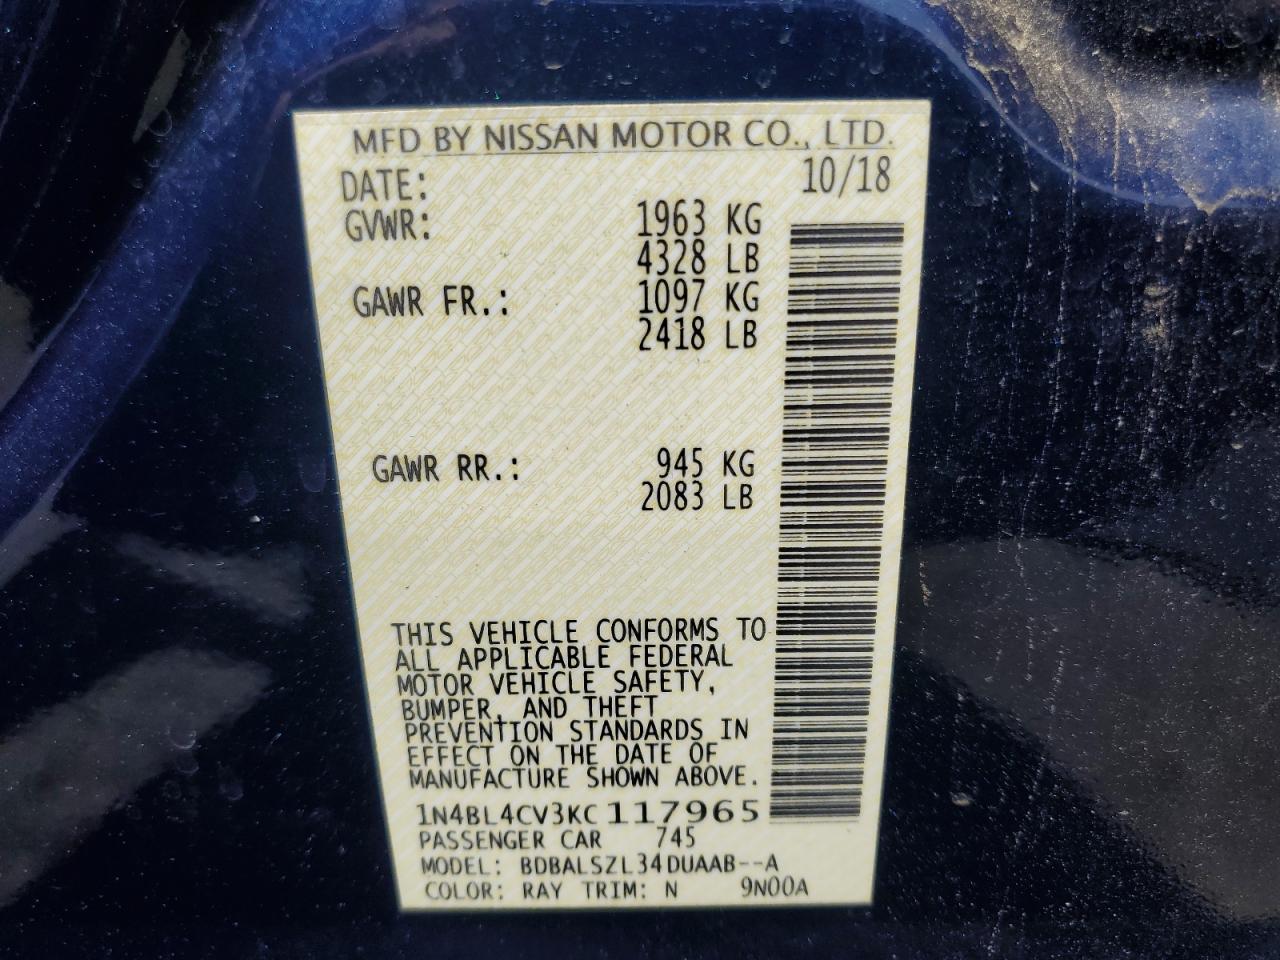 MFD BY NISSAN MOTOR CO., LTD.
DATE: 10/18
GVWR: 1963 KG
4328 LB
GAWR FR.: 1097 KG
2418 LB
GAWR RR.: 945 KG
2083 LB
THIS VEHICLE CONFORMS TO
ALL APPLICABLE FEDERAL
MOTOR VEHICLE SAFETY,
BUMPER, AND THEFT
PREVENTION STANDARDS IN
EFFECT ON THE DATE OF
MANUFACTURE SHOWN ABOVE.
1N4BL4CV3KC117965
PASSENGER CAR 745
MODEL: BDBALSZL34DUAAB--A
COLOR: RAY TRIM: N 9N00A